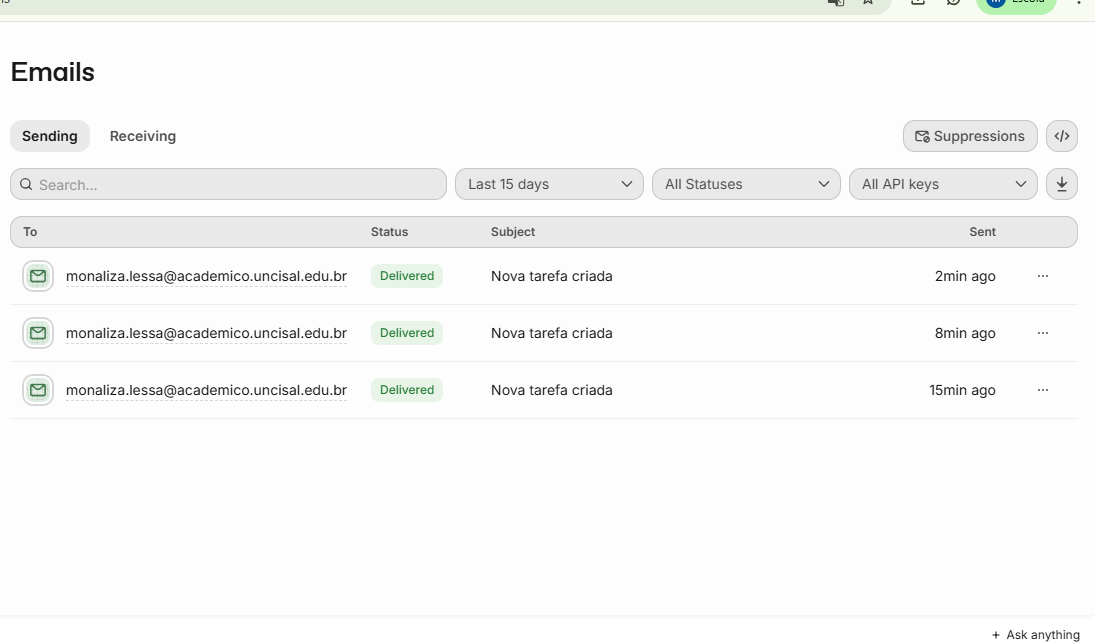 Emails
Sending Receiving Suppressions </>
Search... Last 15 days All Statuses All API keys
To Status Subject Sent
monaliza.lessa@academico.uncisal.edu.br Delivered Nova tarefa criada 2min ago ...
monaliza.lessa@academico.uncisal.edu.br Delivered Nova tarefa criada 8min ago ...
monaliza.lessa@academico.uncisal.edu.br Delivered Nova tarefa criada 15min ago ...
+ Ask anything